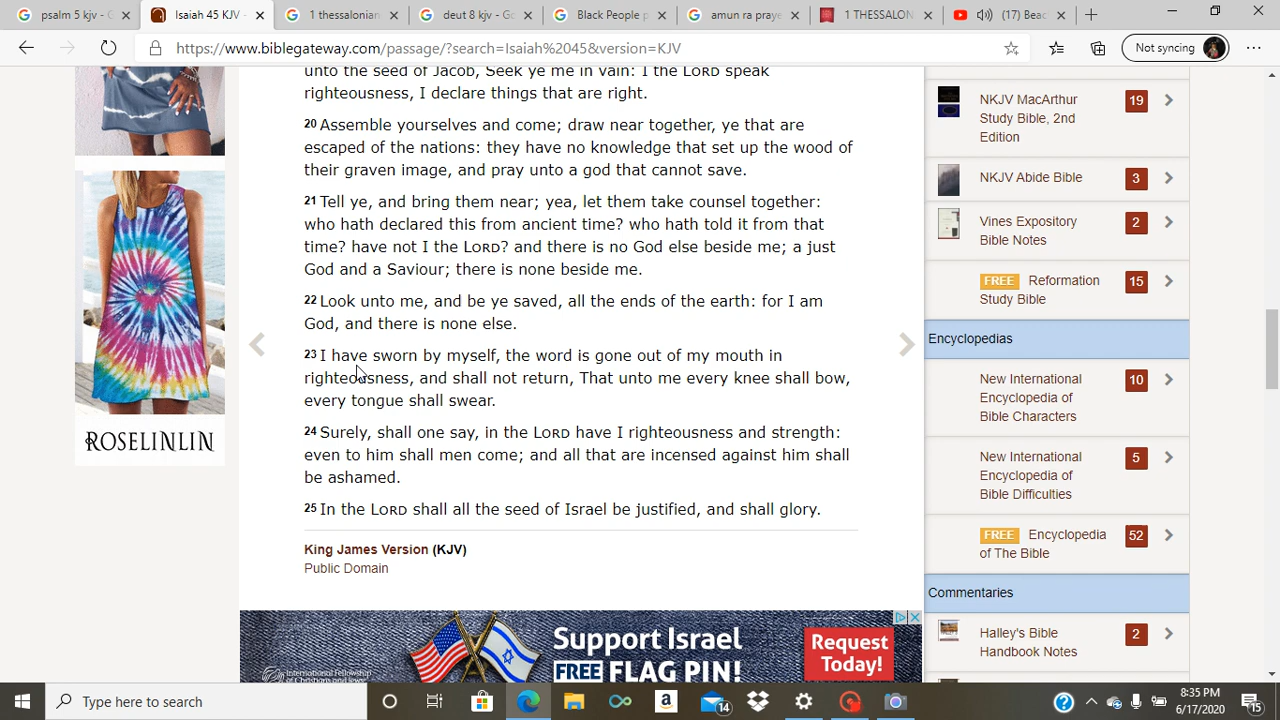 psalm 5 kjv - G
Isaiah 45 KJV -
1 thessalonian
deut 8 kjv - Go
Black People p
amun ra praye
1 THESSALON
(17) Bea
https://www.biblegateway.com/passage/?search=Isaiah%2045&version=KJV
Not syncing
unto the seed of Jacob, Seek ye me in vain: I the LORD speak
righteousness, I declare things that are right.
20 Assemble yourselves and come; draw near together, ye that are
escaped of the nations: they have no knowledge that set up the wood of
their graven image, and pray unto a god that cannot save.
21 Tell ye, and bring them near; yea, let them take counsel together:
who hath declared this from ancient time? who hath told it from that
time? have not I the LORD? and there is no God else beside me; a just
God and a Saviour; there is none beside me.
22 Look unto me, and be ye saved, all the ends of the earth: for I am
God, and there is none else.
23 I have sworn by myself, the word is gone out of my mouth in
righteousness, and shall not return, That unto me every knee shall bow,
every tongue shall swear.
24 Surely, shall one say, in the LORD have I righteousness and strength:
even to him shall men come; and all that are incensed against him shall
be ashamed.
25 In the LORD shall all the seed of Israel be justified, and shall glory.
King James Version (KJV)
Public Domain
ROSELINLIN
NKJV MacArthur
Study Bible, 2nd
Edition
19
NKJV Abide Bible
3
Vines Expository
Bible Notes
2
FREE Reformation
Study Bible
15
Encyclopedias
New International
Encyclopedia of
Bible Characters
10
New International
Encyclopedia of
Bible Difficulties
5
FREE Encyclopedia
of The Bible
52
Commentaries
Halley's Bible
Handbook Notes
2
Support Israel
FREE FLAG PIN!
Request
Today!
International Fellowship
of Christians and Jews
Type here to search
14
8:35 PM
6/17/2020
15